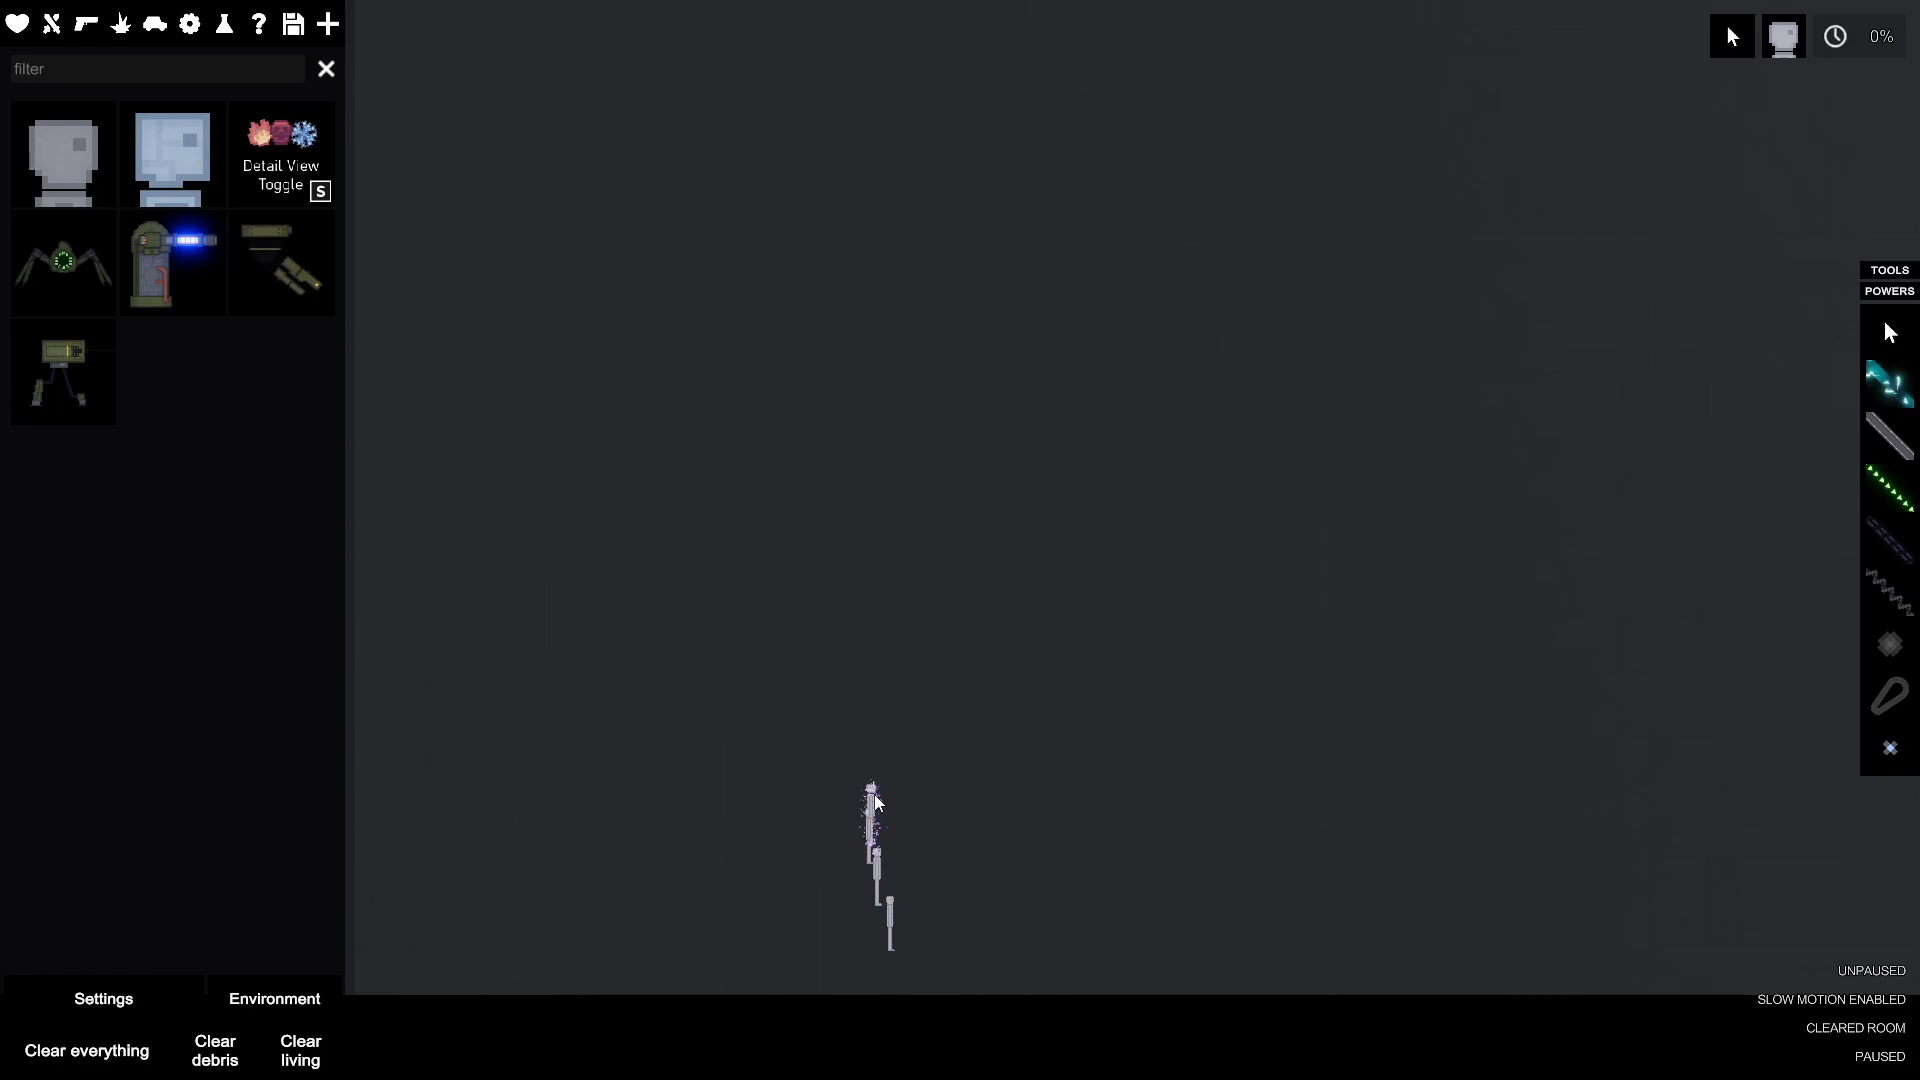 filter
0%
Detail View
Toggle
S
TOOLS
POWERS
UNPAUSED
SLOW MOTION ENABLED
CLEARED ROOM
PAUSED
Settings
Environment
Clear everything
Clear
debris
Clear
living